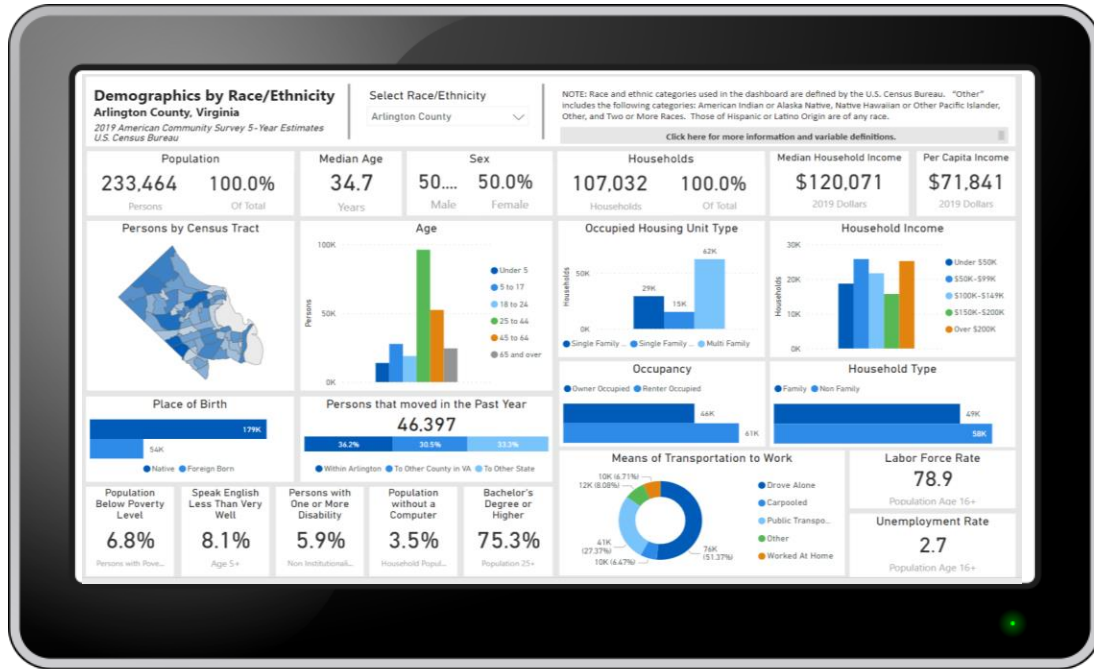 Demographics by Race/Ethnicity
Arlington County, Virginia
2019 American Community Survey 5-Year Estimates
U.S. Census Bureau
Select Race/Ethnicity
Arlington County
NOTE: Race and ethnic categories used in the dashboard are defined by the U.S. Census Bureau. "Other"
includes the following categories: American Indian or Alaska Native, Native Hawaiian or Other Pacific Islander,
Other, and Two or More Races. Those of Hispanic or Latino Origin are of any race.
Click here for more information and variable definitions.
Population
233,464 100.0%
Persons Of Total
Median Age
34.7
Years
Sex
50.... 50.0%
Male Female
Households
107,032 100.0%
Households Of Total
Median Household Income
$120,071
2019 Dollars
Per Capita Income
$71,841
2019 Dollars
Persons by Census Tract
Age
100K
50K
0K
Persons
Under 5
5 to 17
18 to 24
25 to 44
45 to 64
65 and over
Occupied Housing Unit Type
50K
0K
Households
29K
15K
62K
Single Family ... Single Family ... Multi Family
Household Income
30K
20K
10K
0K
Households
Under $50K
$50K-$99K
$100K-$149K
$150K-$200K
Over $200K
Place of Birth
179K
54K
Native Foreign Born
Persons that moved in the Past Year
46,397
36.2% 30.5% 33.3%
Within Arlington To Other County in VA To Other State
Occupancy
Owner Occupied Renter Occupied
46K
61K
Household Type
Family Non Family
49K
58K
Population
Below Poverty
Level
6.8%
Persons with Pove...
Speak English
Less Than Very
Well
8.1%
Age 5+
Persons with
One or More
Disability
5.9%
Non Institutionali...
Population
without a
Computer
3.5%
Household Popul...
Bachelor's
Degree or
Higher
75.3%
Population 25+
Means of Transportation to Work
10K (6.71%)
12K (8.08%)
41K
(27.37%)
10K (6.47%)
76K
(51.37%)
Drove Alone
Carpooled
Public Transpo...
Other
Worked At Home
Labor Force Rate
78.9
Population Age 16+
Unemployment Rate
2.7
Population Age 16+